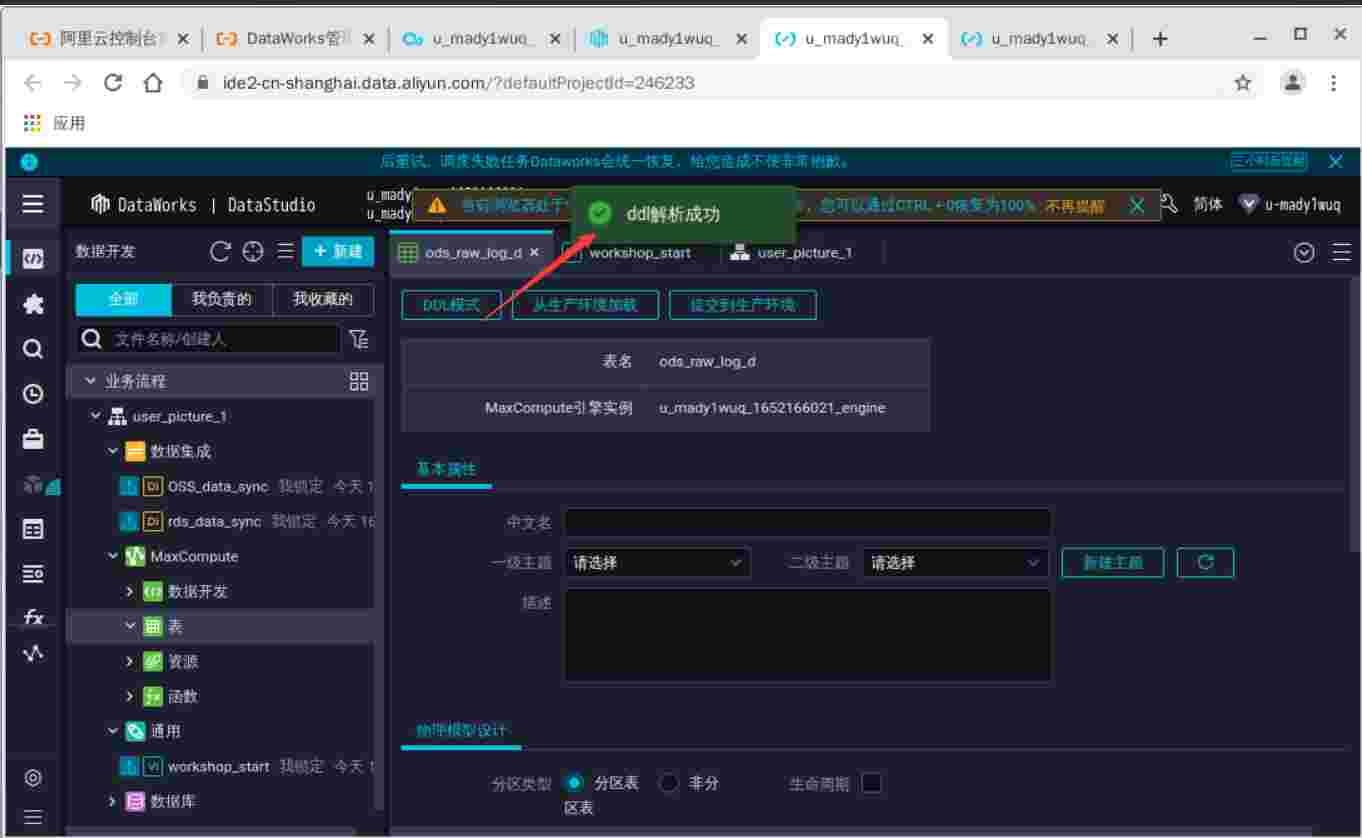 阿里云控制台 DataWorks管 u_mady1wuq_ u_mady1wuq_ u_mady1wuq_ u_mady1wuq_
ide2-cn-shanghai.data.aliyun.com/?defaultProjectId=246233
应用
后重试，调度失败任务Dataworks会统一恢复，给您造成不便非常抱歉。 三小时后提醒
DataWorks | DataStudio u_mady 当前浏览器处于 ，您可以通过CTRL+0恢复为100% 不再提醒 简体 u-mady1wuq
u_mady
ddl解析成功
数据开发 + 新建 ods_raw_log_d workshop_start user_picture_1
全部 我负责的 我收藏的
DDL模式 从生产环境加载 提交到生产环境
文件名称/创建人
表名 ods_raw_log_d
业务流程
MaxCompute引擎实例 u_mady1wuq_1652166021_engine
user_picture_1
数据集成
基本属性
Di OSS_data_sync 我锁定 今天 1
Di rds_data_sync 我锁定 今天 16
中文名
MaxCompute
一级主题 请选择 二级主题 请选择 新建主题
数据开发
描述
表
资源
函数
通用
物理模型设计
Vi workshop_start 我锁定 今天 1
分区类型 分区表 非分区表 生命周期
数据库